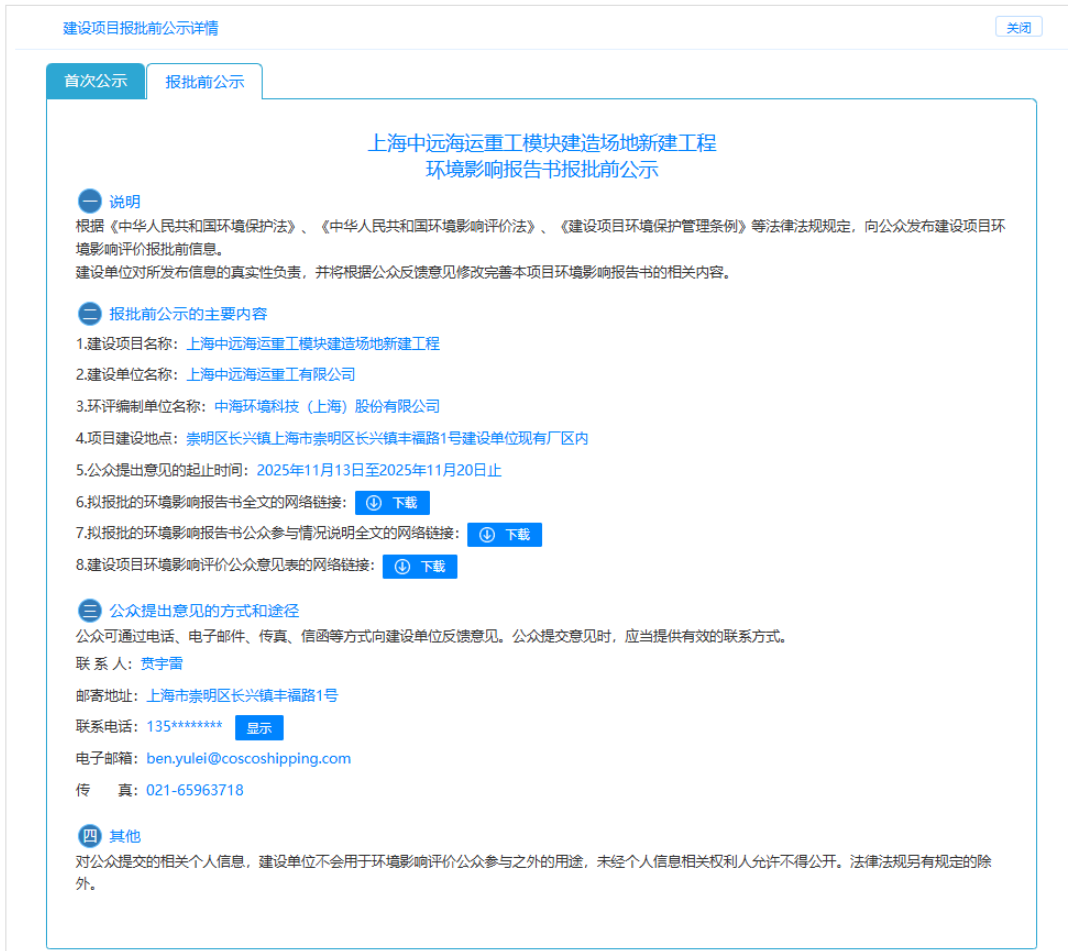 建设项目报批前公示详情
关闭
首次公示
报批前公示
上海中远海运重工模块建造场地新建工程
环境影响报告书报批前公示
一 说明
根据《中华人民共和国环境保护法》、《中华人民共和国环境影响评价法》、《建设项目环境保护管理条例》等法律法规规定，向公众发布建设项目环
境影响评价报批前信息。
建设单位对所发布信息的真实性负责，并将根据公众反馈意见修改完善本项目环境影响报告书的相关内容。
二 报批前公示的主要内容
1.建设项目名称：上海中远海运重工模块建造场地新建工程
2.建设单位名称：上海中远海运重工有限公司
3.环评编制单位名称：中海环境科技（上海）股份有限公司
4.项目建设地点：崇明区长兴镇上海市崇明区长兴镇丰福路1号建设单位现有厂区内
5.公众提出意见的起止时间：2025年11月13日至2025年11月20日止
6.拟报批的环境影响报告书全文的网络链接： 下载
7.拟报批的环境影响报告书公众参与情况说明全文的网络链接： 下载
8.建设项目环境影响评价公众意见表的网络链接： 下载
三 公众提出意见的方式和途径
公众可通过电话、电子邮件、传真、信函等方式向建设单位反馈意见。公众提交意见时，应当提供有效的联系方式。
联 系 人：贲宇雷
邮寄地址：上海市崇明区长兴镇丰福路1号
联系电话：135******** 显示
电子邮箱：ben.yulei@coscoshipping.com
传 真：021-65963718
四 其他
对公众提交的相关个人信息，建设单位不会用于环境影响评价公众参与之外的用途，未经个人信息相关权利人允许不得公开。法律法规另有规定的除
外。